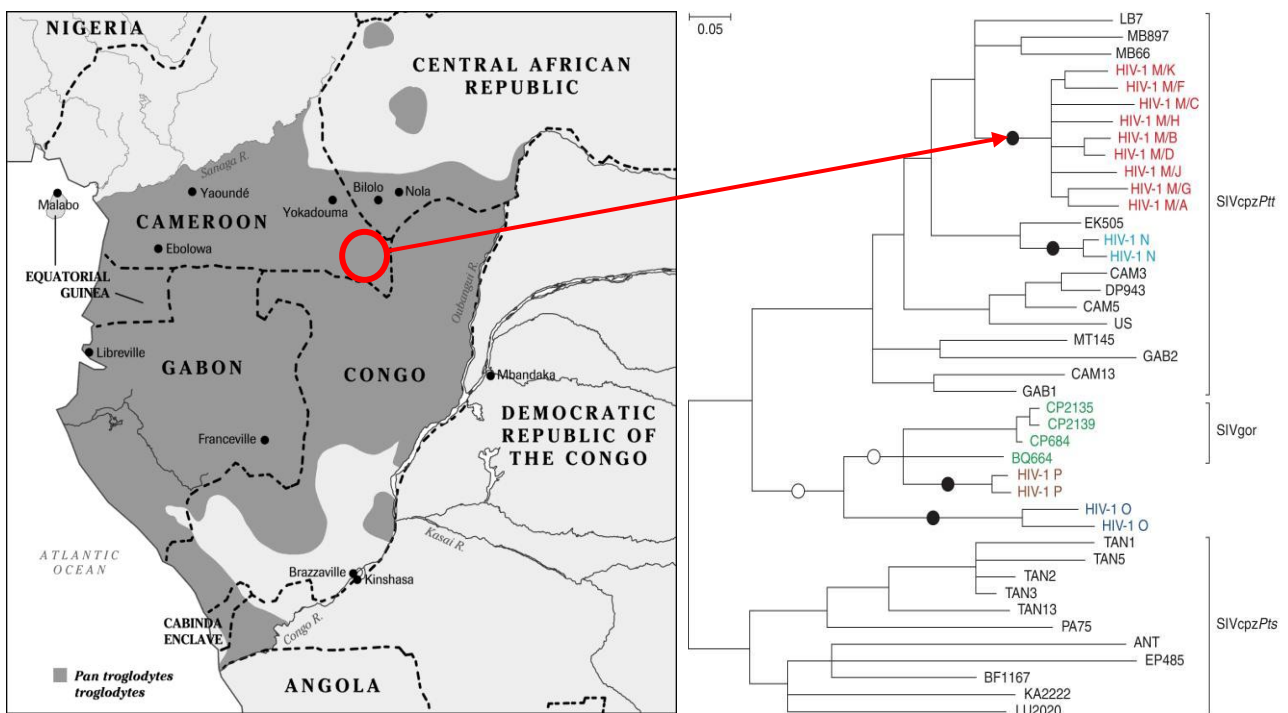 NIGERIA
CENTRAL AFRICAN
REPUBLIC
Sanaga R.
Malabo
Yaoundé
Bilolo
Nola
Yokadouma
CAMEROON
Ebolowa
EQUATORIAL
GUINEA
Oubangui R.
Libreville
GABON
CONGO
Mbandaka
DEMOCRATIC
REPUBLIC OF
THE CONGO
Franceville
Kasai R.
ATLANTIC
OCEAN
Brazzaville
Kinshasa
CABINDA
ENCLAVE
Congo R.
Pan troglodytes
troglodytes
ANGOLA
0.05
LB7
MB897
MB66
HIV-1 M/K
HIV-1 M/F
HIV-1 M/C
HIV-1 M/H
HIV-1 M/B
HIV-1 M/D
HIV-1 M/J
HIV-1 M/G
HIV-1 M/A
SIVcpzPtt
EK505
HIV-1 N
HIV-1 N
CAM3
DP943
CAM5
US
MT145
GAB2
CAM13
GAB1
CP2135
CP2139
CP684
BQ664
SIVgor
HIV-1 P
HIV-1 P
HIV-1 O
HIV-1 O
TAN1
TAN5
TAN2
TAN3
TAN13
PA75
SIVcpzPts
ANT
EP485
BF1167
KA2222
LU2020